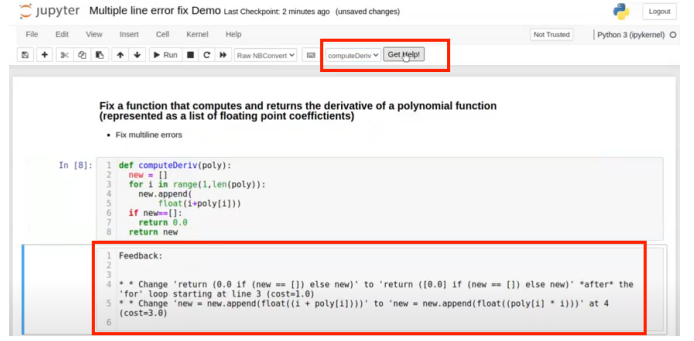 jupyter Multiple line error fix Demo Last Checkpoint: 2 minutes ago (unsaved changes)
Logout
File Edit View Insert Cell Kernel Help
Not Trusted
Python 3 (ipykernel)
Run
Raw NBConvert
computeDeriv
Get Help!
Fix a function that computes and returns the derivative of a polynomial function
(represented as a list of floating point coeffictients)
• Fix multiline errors
In [8]:
1 def computeDeriv(poly):
2 new = []
3 for i in range(1,len(poly)):
4 new.append(
5 float(i+poly[i]))
6 if new==[]:
7 return 0.0
8 return new
1 Feedback:
2
3
4 * * Change 'return (0.0 if (new == []) else new)' to 'return ([0.0] if (new == []) else new)' *after* the
'for' loop starting at line 3 (cost=1.0)
5 * * Change 'new = new.append(float((i + poly[i])))' to 'new = new.append(float((poly[i] * i)))' at 4
(cost=3.0)
6